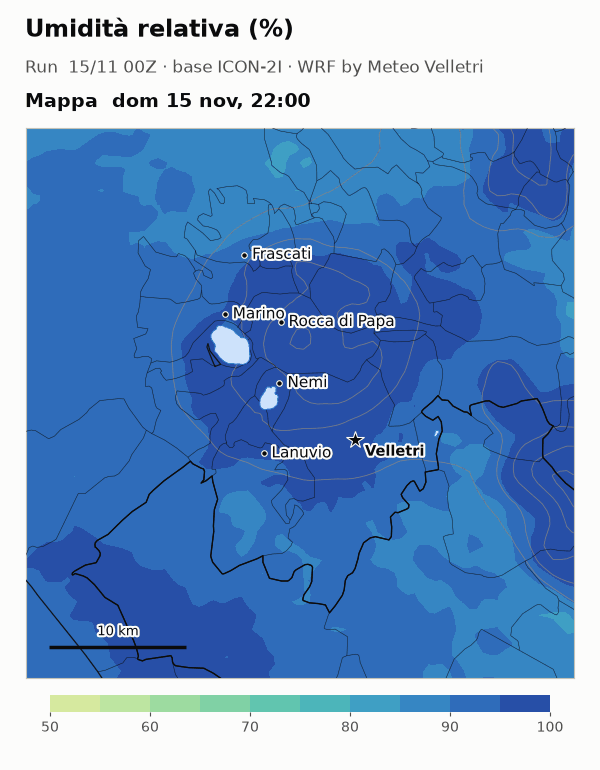 Umidità relativa (%)
Run  15/11 00Z · base ICON-2I · WRF by Meteo Velletri
Mappa  dom 15 nov, 22:00
Frascati
Marino
Rocca di Papa
Nemi
Velletri
Lanuvio
10 km
50 60 70 80 90 100